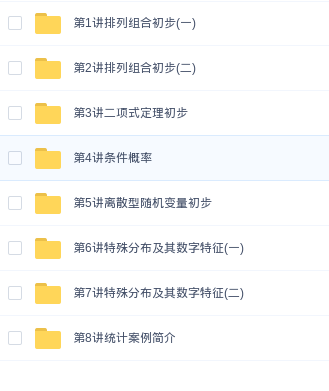 第1讲排列组合初步(一)
第2讲排列组合初步(二)
第3讲二项式定理初步
第4讲条件概率
第5讲离散型随机变量初步
第6讲特殊分布及其数字特征(一)
第7讲特殊分布及其数字特征(二)
第8讲统计案例简介